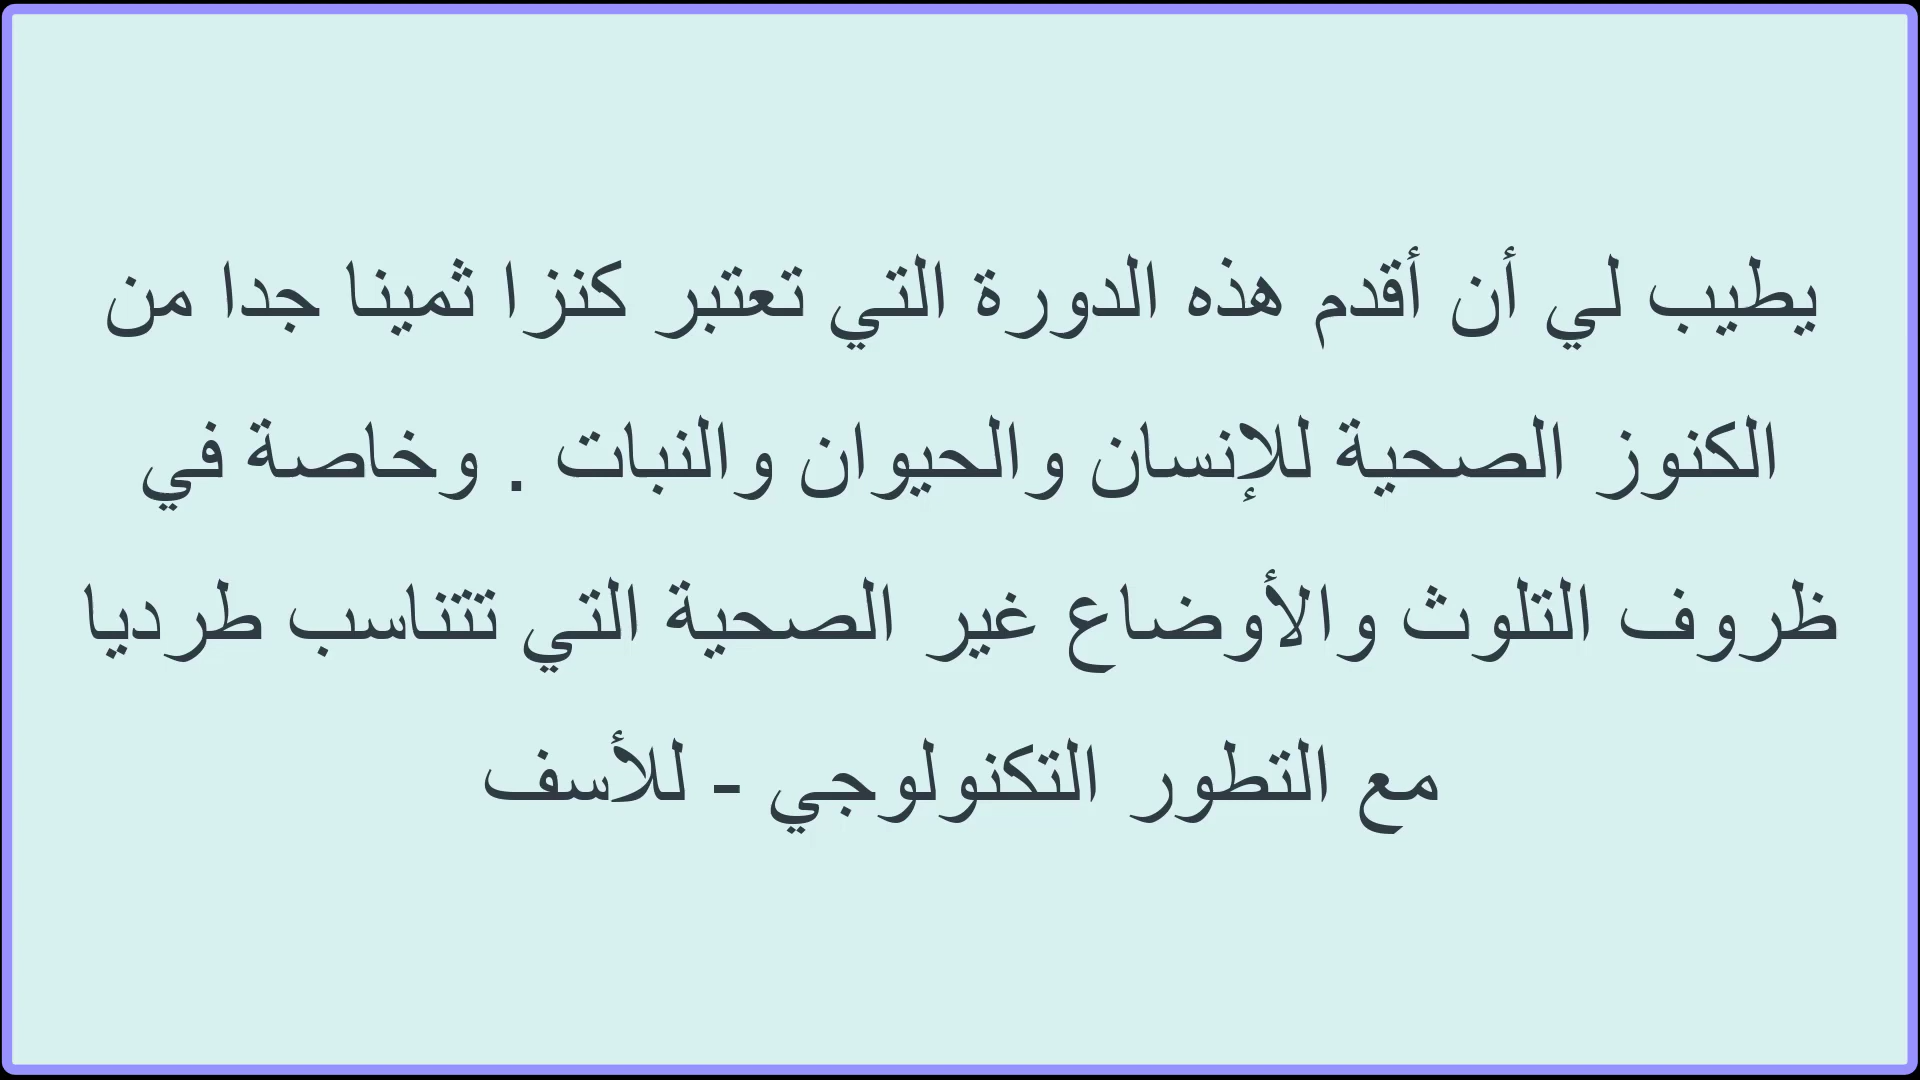 يطيب لي أن أقدم هذه الدورة التي تعتبر كنزا ثمينا جدا من
الكنوز الصحية للإنسان والحيوان والنبات . وخاصة في
ظروف التلوث والأوضاع غير الصحية التي تتناسب طرديا
مع التطور التكنولوجي - للأسف